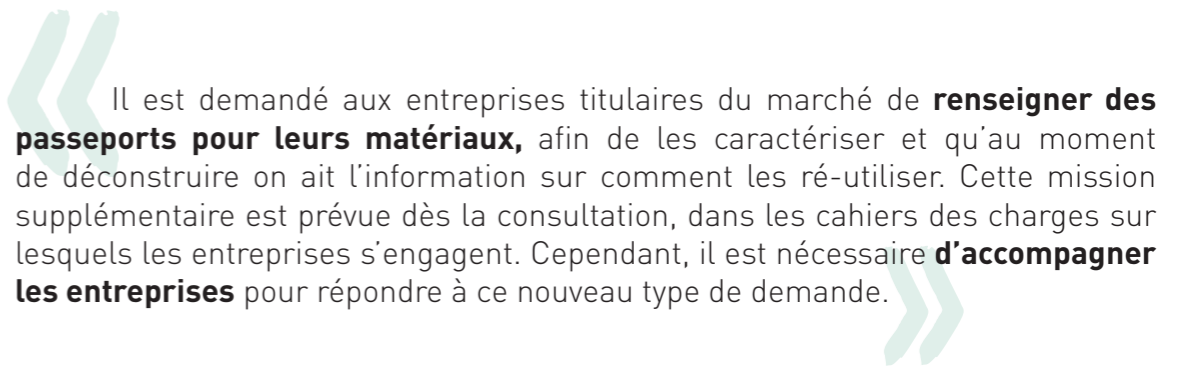 Il est demandé aux entreprises titulaires du marché de renseigner des
passeports pour leurs matériaux, afin de les caractériser et qu’au moment
de déconstruire on ait l’information sur comment les ré-utiliser. Cette mission
supplémentaire est prévue dès la consultation, dans les cahiers des charges sur
lesquels les entreprises s’engagent. Cependant, il est nécessaire d’accompagner
les entreprises pour répondre à ce nouveau type de demande.